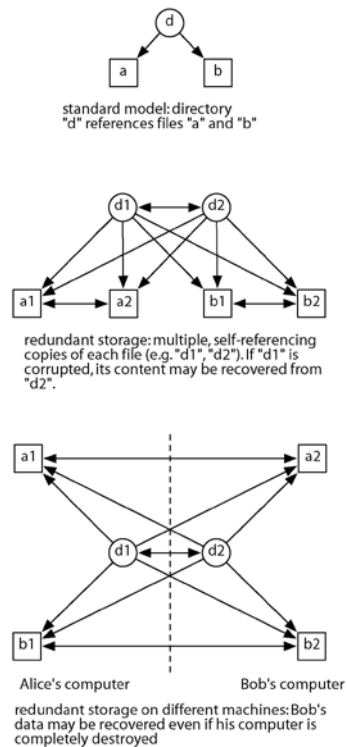 d
a b
standard model: directory
"d" references files "a" and "b"
d1 d2
a1 a2 b1 b2
redundant storage: multiple, self-referencing
copies of each file (e.g. "d1", "d2"). If "d1" is
corrupted, its content may be recovered from
"d2".
a1 a2
d1 d2
b1 b2
Alice's computer Bob's computer
redundant storage on different machines: Bob's
data may be recovered even if his computer is
completely destroyed